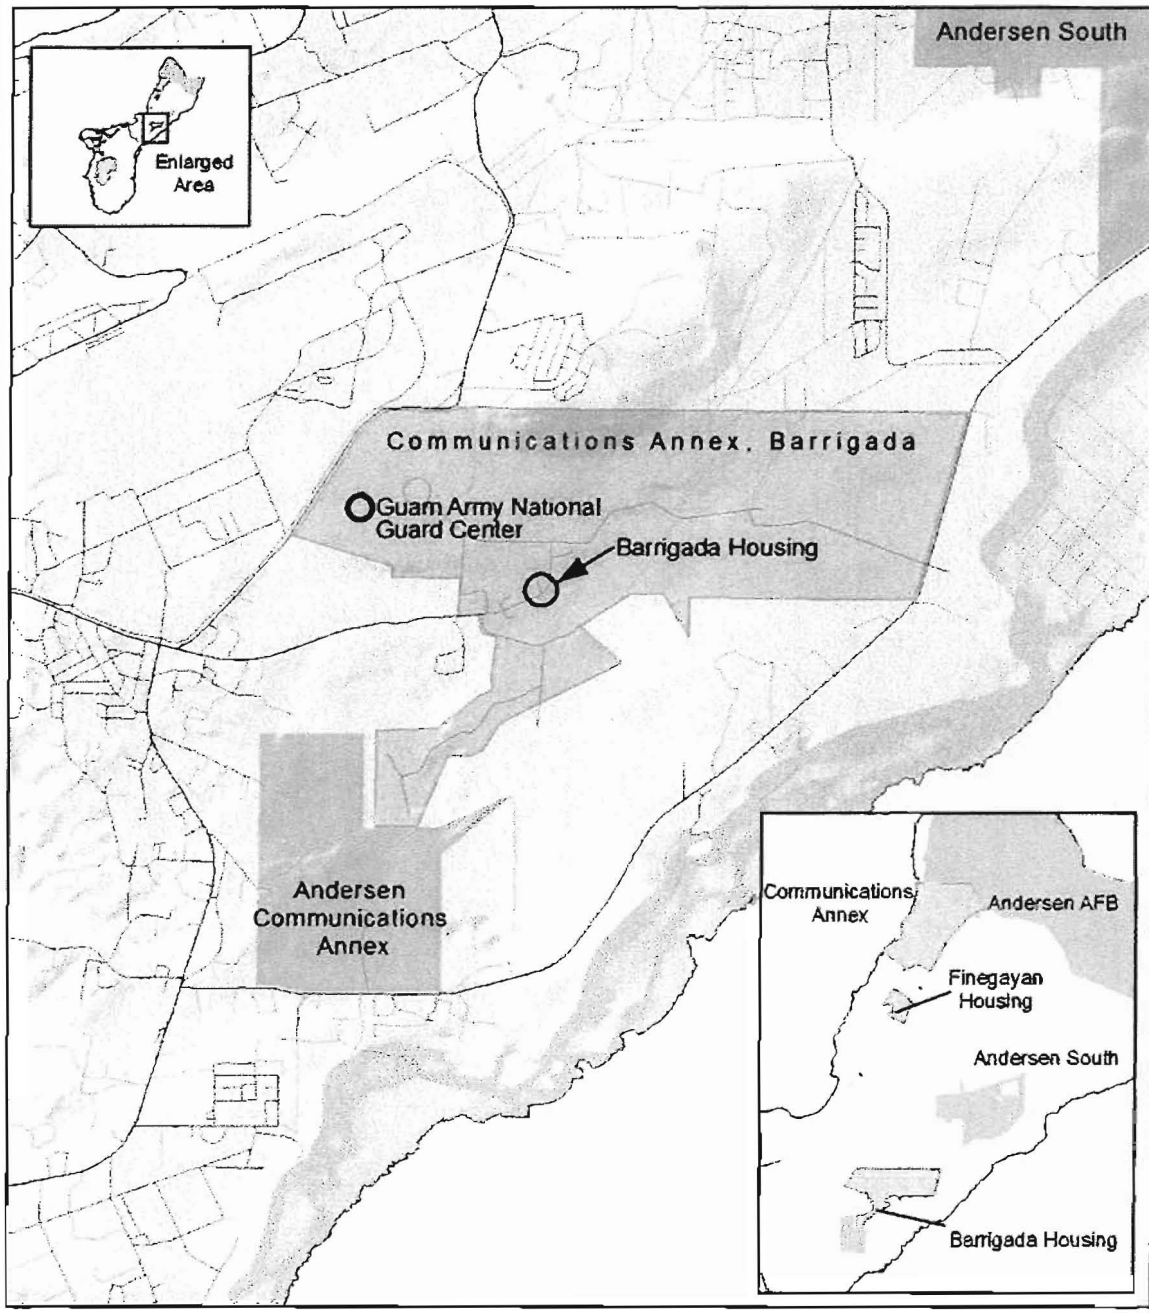 Andersen South
Enlarged
Area
Communications Annex, Barrigada
Guam Army National
Guard Center
Barrigada Housing
Andersen
Communications
Annex
Communications
Annex
Andersen AFB
Finegayan
Housing
Andersen South
Barrigada Housing